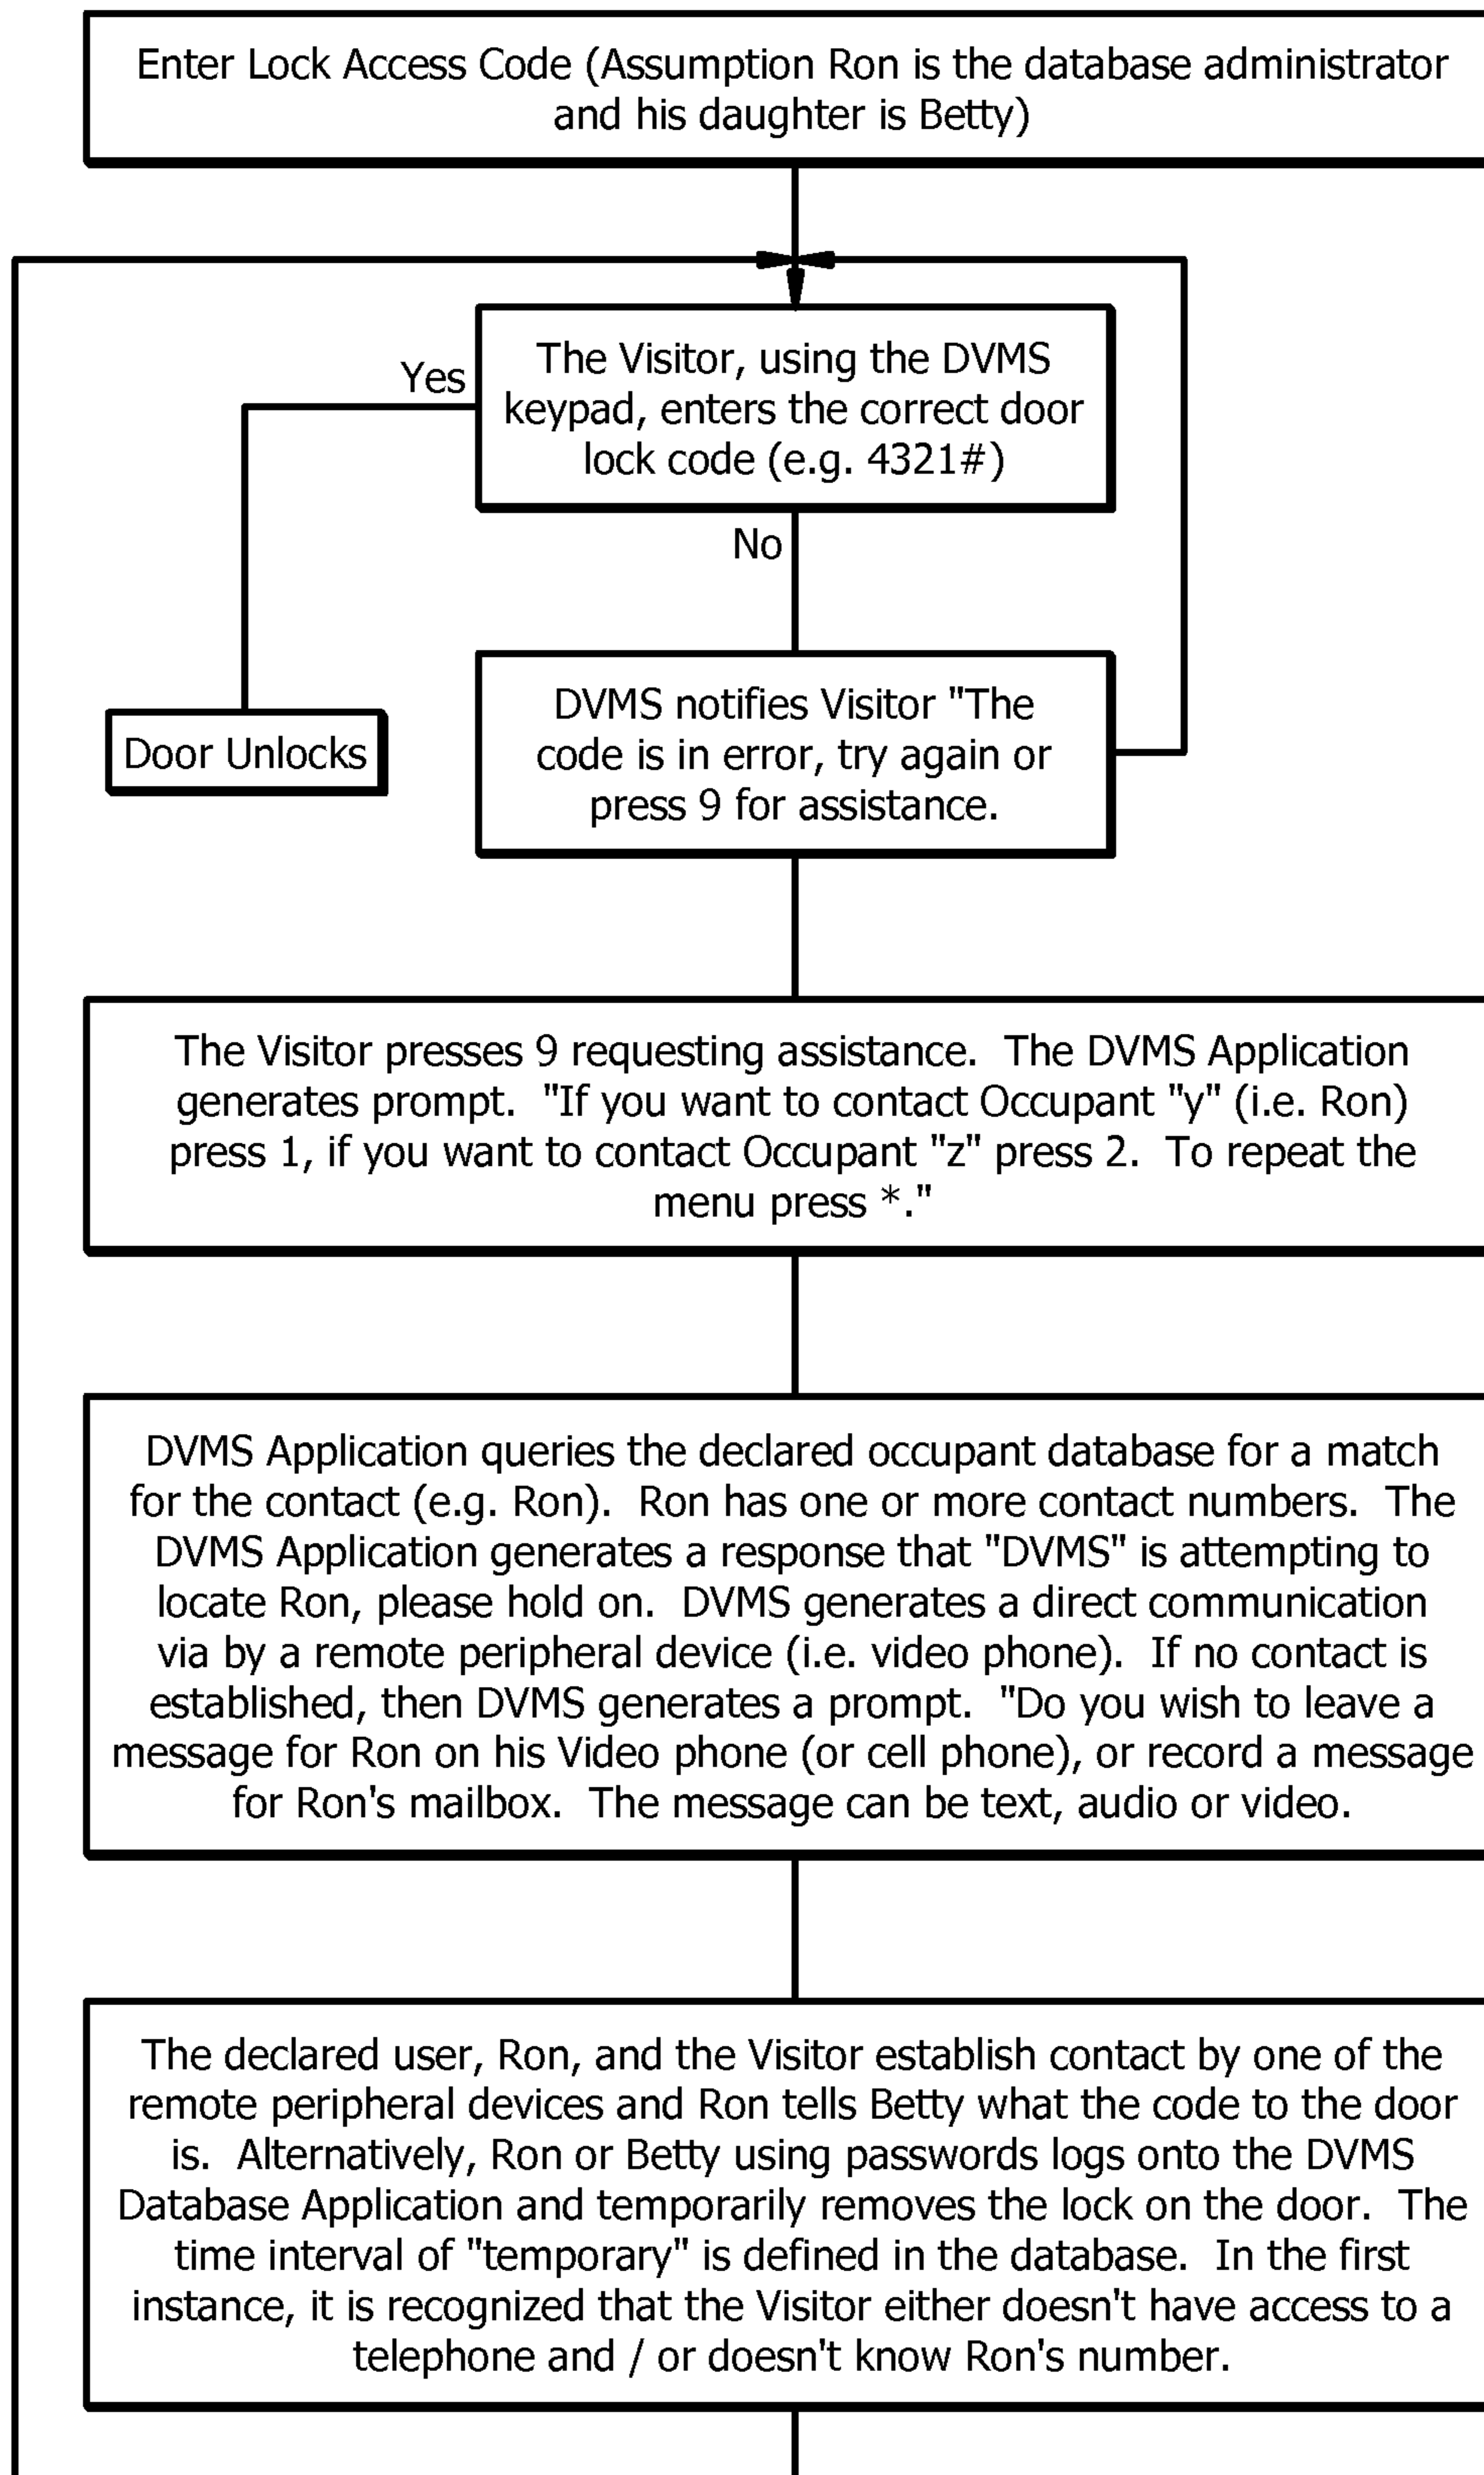 Enter Lock Access Code (Assumption Ron is the database administrator
and his daughter is Betty)
The Visitor, using the DVMS
keypad, enters the correct door
lock code (e.g. 4321#)
Yes
No
DVMS notifies Visitor "The
code is in error, try again or
press 9 for assistance.
Door Unlocks
The Visitor presses 9 requesting assistance.  The DVMS Application
generates prompt.  "If you want to contact Occupant "y" (i.e. Ron)
press 1, if you want to contact Occupant "z" press 2.  To repeat the
menu press *."
DVMS Application queries the declared occupant database for a match
for the contact (e.g. Ron).  Ron has one or more contact numbers.  The
DVMS Application generates a response that "DVMS" is attempting to
locate Ron, please hold on.  DVMS generates a direct communication
via by a remote peripheral device (i.e. video phone).  If no contact is
established, then DVMS generates a prompt.  "Do you wish to leave a
message for Ron on his Video phone (or cell phone), or record a message
for Ron's mailbox.  The message can be text, audio or video.
The declared user, Ron, and the Visitor establish contact by one of the
remote peripheral devices and Ron tells Betty what the code to the door
is.  Alternatively, Ron or Betty using passwords logs onto the DVMS
Database Application and temporarily removes the lock on the door.  The
time interval of "temporary" is defined in the database.  In the first
instance, it is recognized that the Visitor either doesn't have access to a
telephone and / or doesn't know Ron's number.